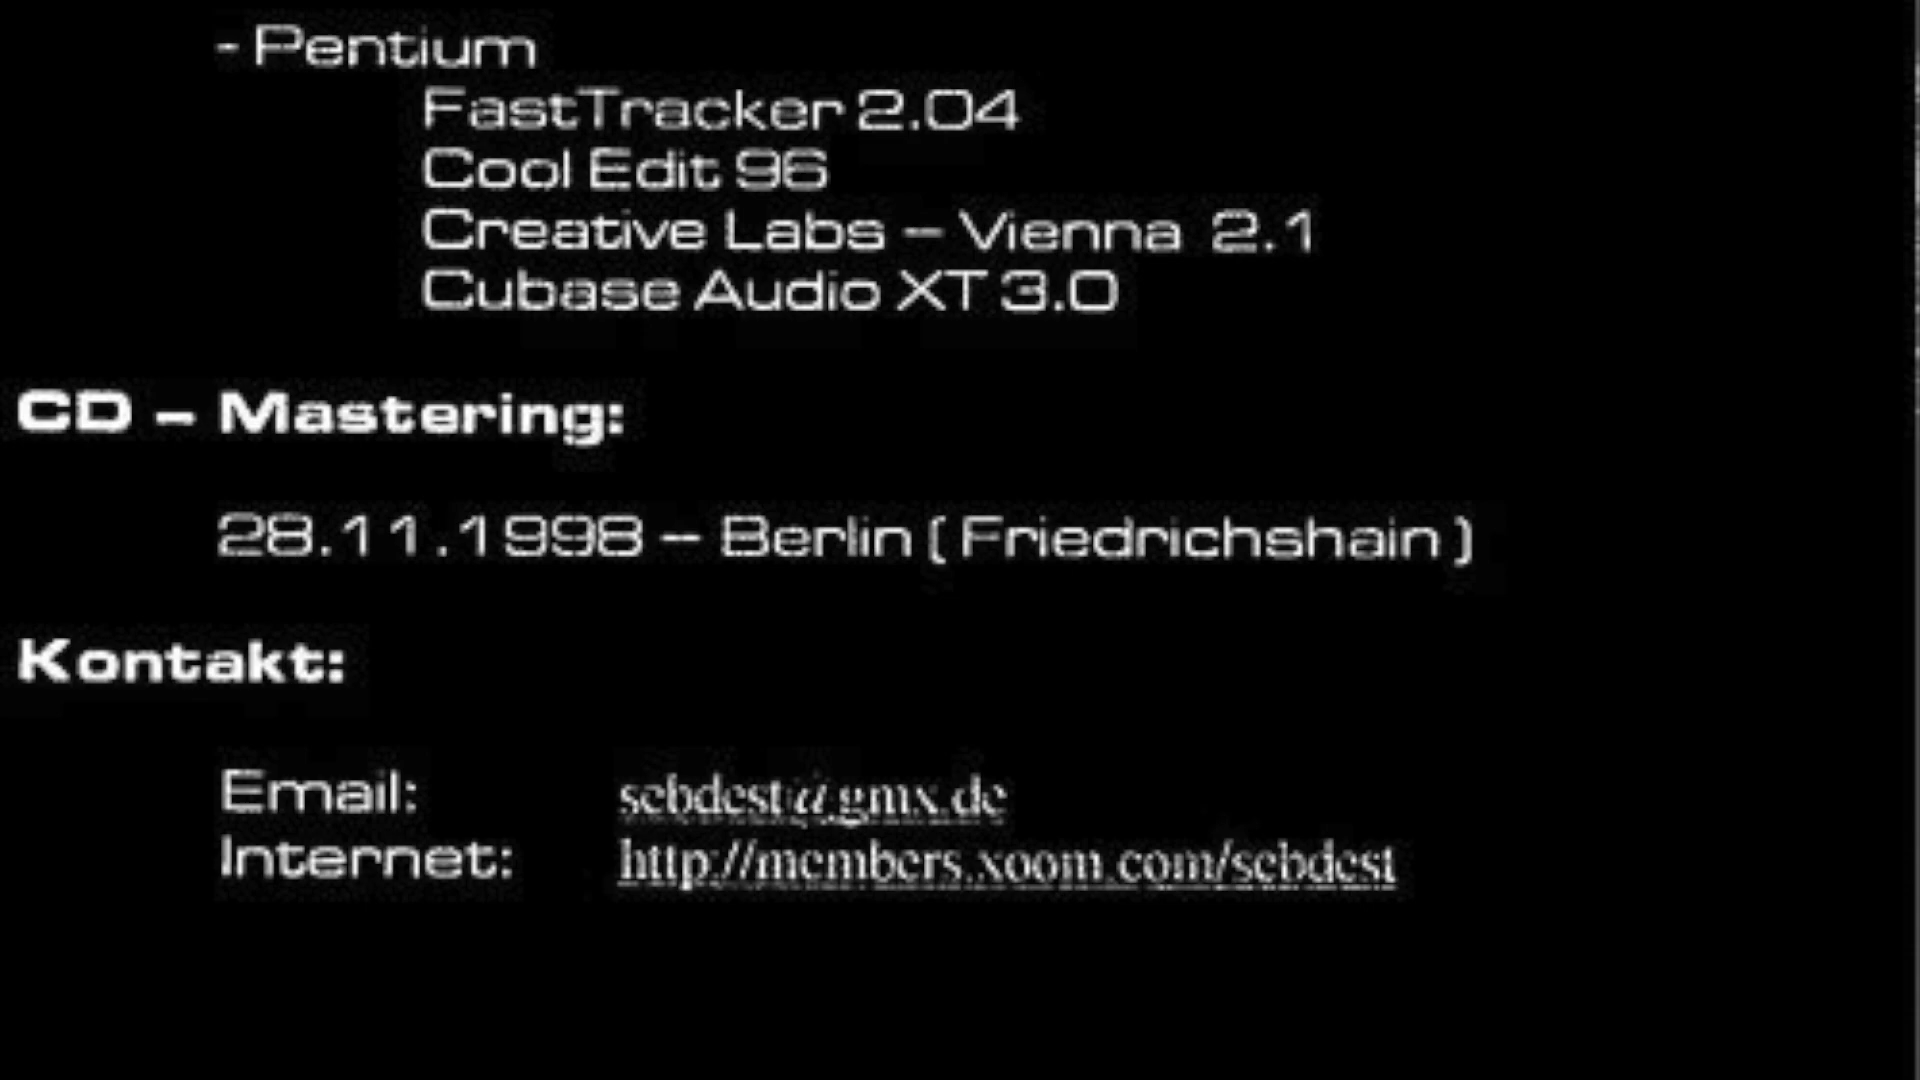 - Pentium
FastTracker 2.04
Cool Edit 96
Creative Labs – Vienna 2.1
Cubase Audio XT 3.0
CD – Mastering:
28.11.1998 – Berlin ( Friedrichshain )
Kontakt:
Email: sebdest@gmx.de
Internet: http://members.xoom.com/sebdest